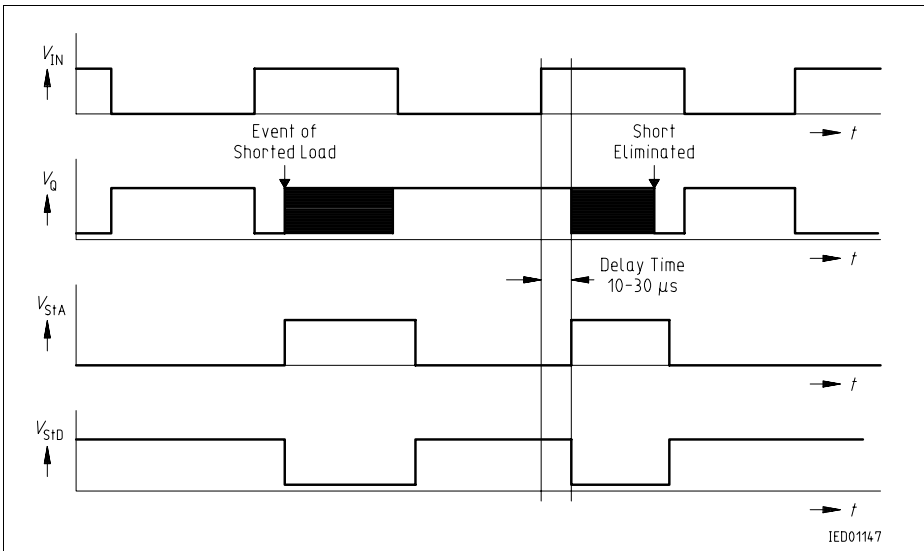 V_IN
t
Event of
Shorted Load
Short
Eliminated
V_Q
t
Delay Time
10-30 μs
V_StA
t
V_StD
t
IED01147